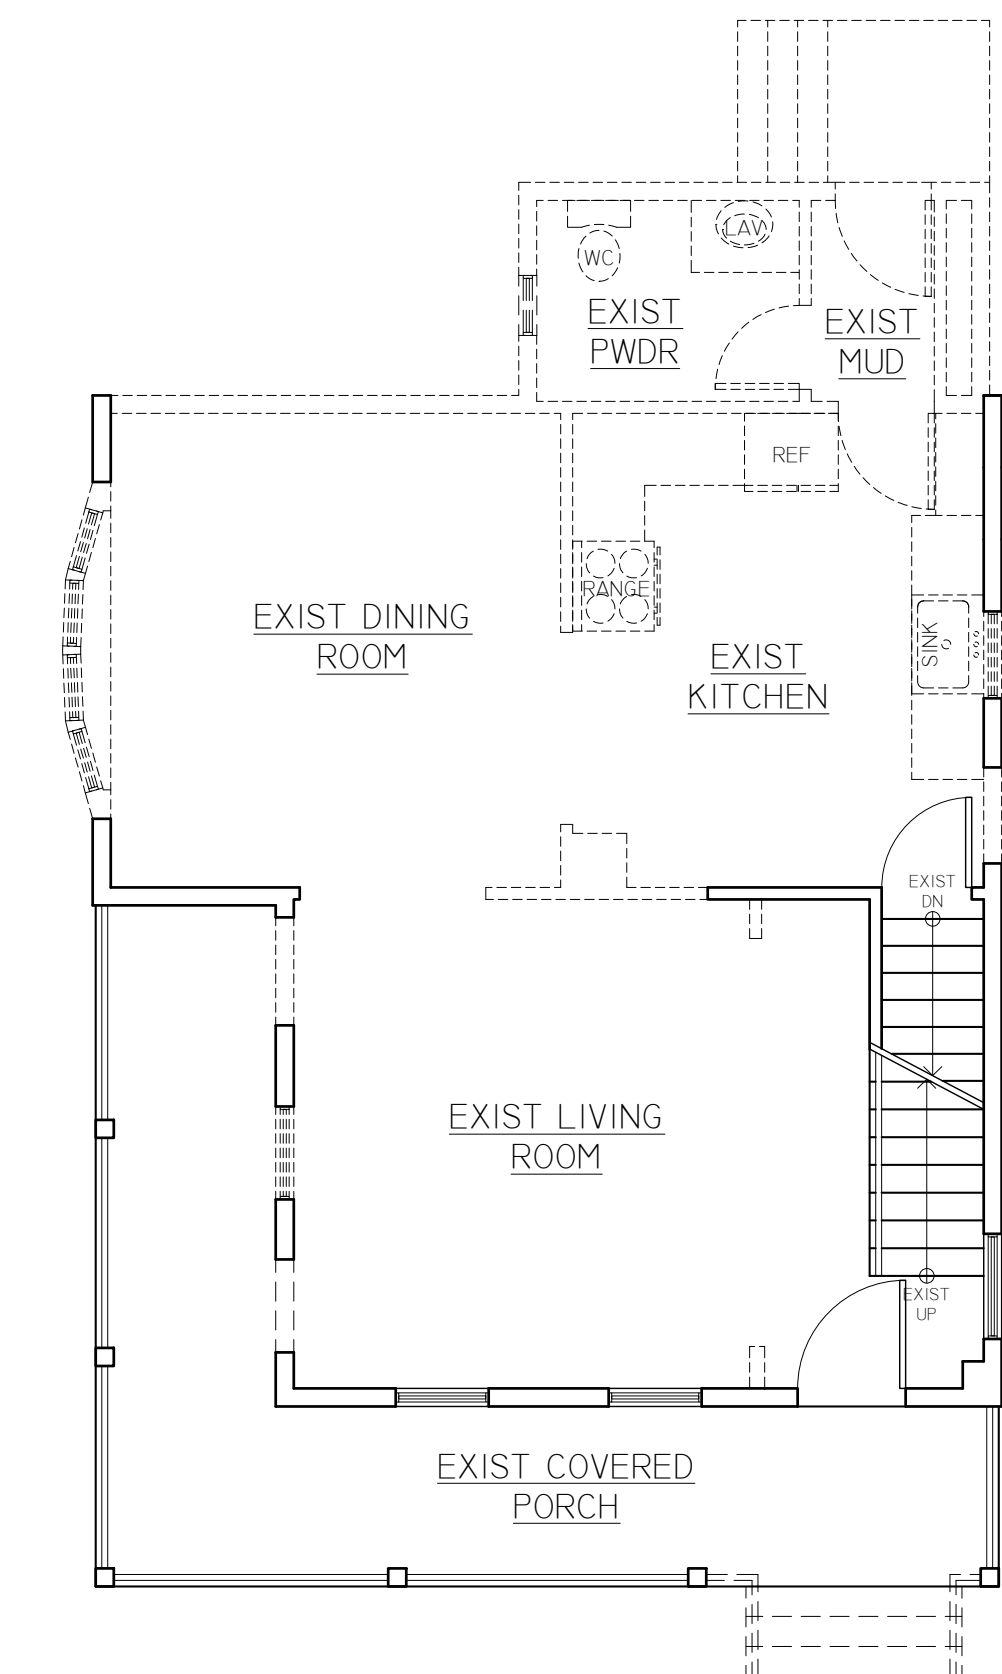 LAV
WC
EXIST
PWDR
EXIST
MUD
REF
RANGE
EXIST DINING
ROOM
SINK
EXIST
KITCHEN
EXIST
DN
EXIST LIVING
ROOM
EXIST
UP
EXIST COVERED
PORCH